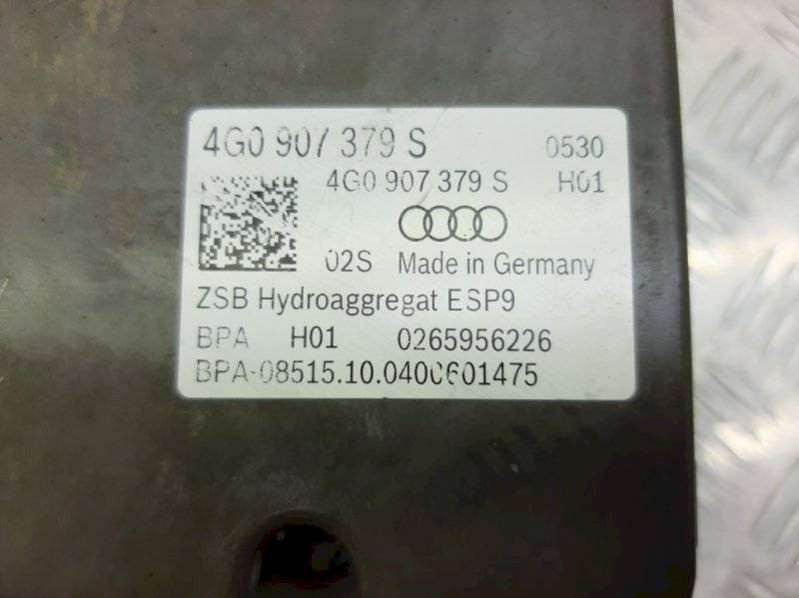 4G0 907 379 S 0530
4G0 907 379 S H01
02S Made in Germany
ZSB Hydroaggregat ESP9
BPA H01 0265956226
BPA-08515.10.0400601475